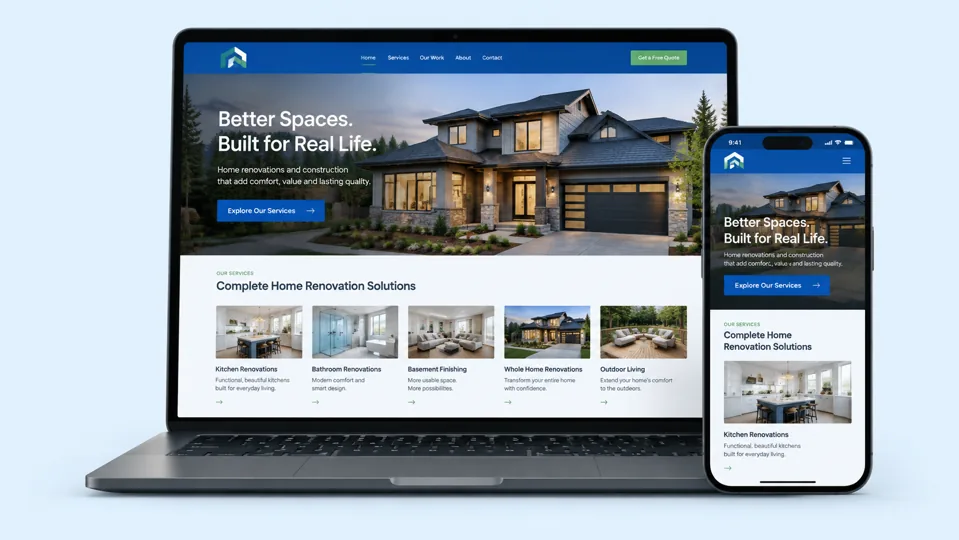 Home Services Our Work About Contact Get a Free Quote
Better Spaces.
Built for Real Life.
Home renovations and construction
that add comfort, value and lasting quality.
Explore Our Services →
OUR SERVICES
Complete Home Renovation Solutions
Kitchen Renovations
Functional, beautiful kitchens
built for everyday living.
→
Bathroom Renovations
Modern comfort and
smart design.
→
Basement Finishing
More usable space.
More possibilities.
→
Whole Home Renovations
Transform your entire home
with confidence.
→
Outdoor Living
Extend your home's comfort
to the outdoors.
→
9:41
Better Spaces.
Built for Real Life.
Home renovations and construction
that add comfort, value and lasting quality.
Explore Our Services →
OUR SERVICES
Complete Home
Renovation Solutions
Kitchen Renovations
Functional, beautiful kitchens
built for everyday living.
→